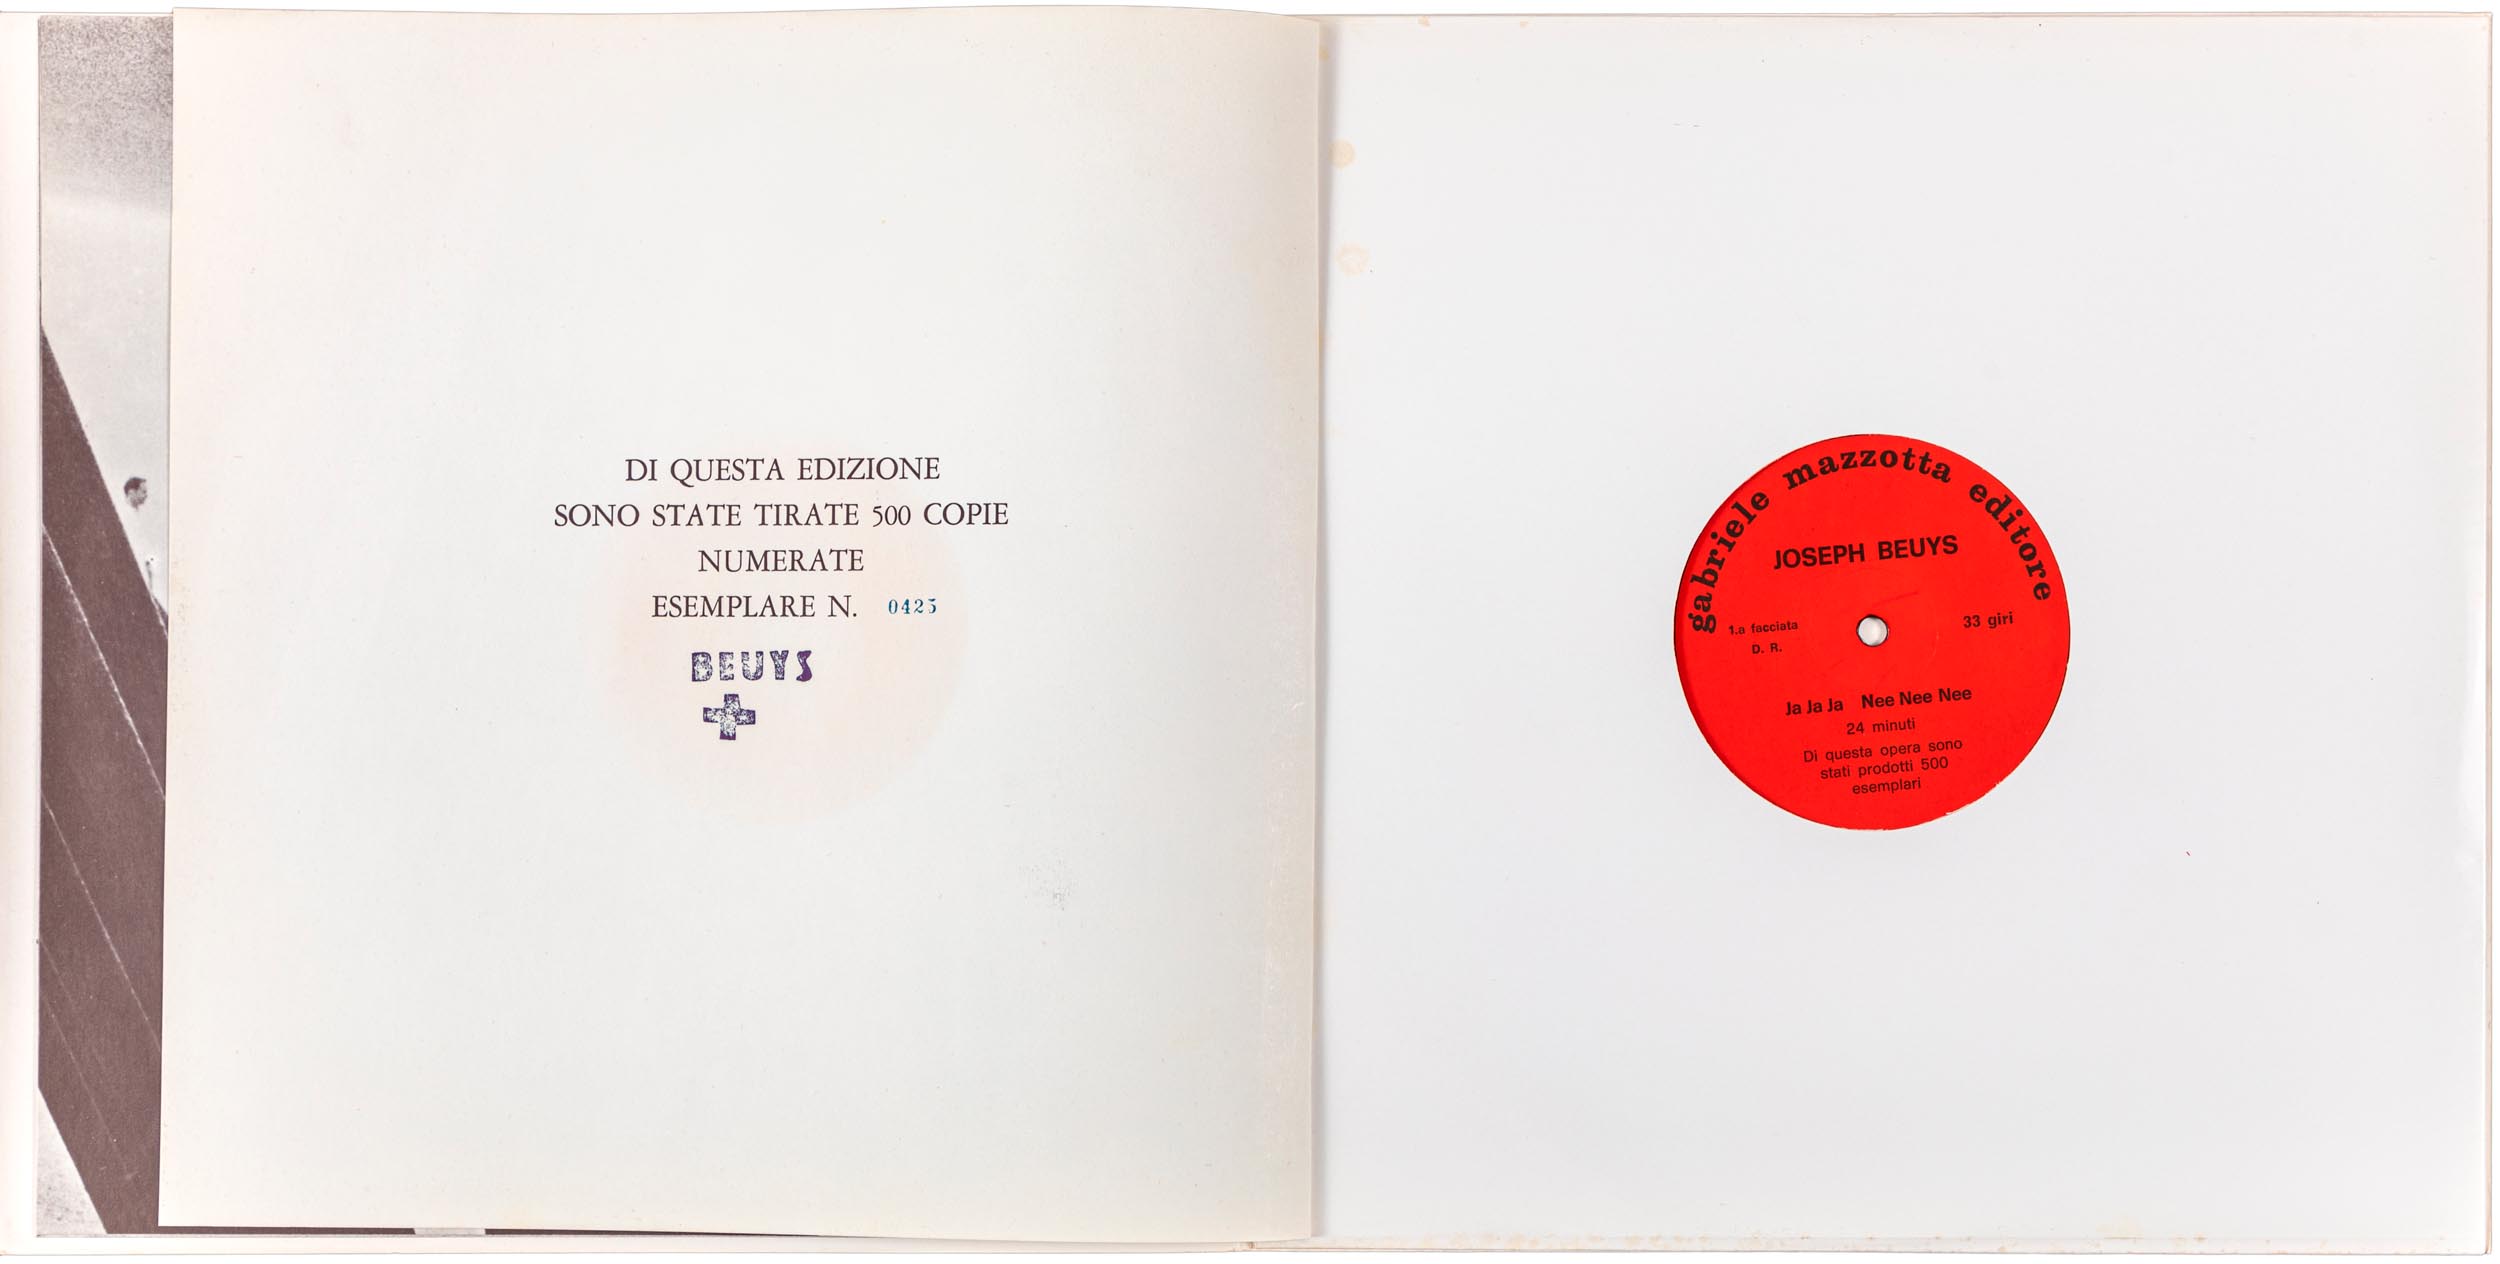 DI QUESTA EDIZIONE
SONO STATE TIRATE 500 COPIE
NUMERATE
ESEMPLARE N. 0425
BEUYS
gabriele mazzotta editore
JOSEPH BEUYS
1.a facciata
33 giri
D. R.
Ja Ja Ja Nee Nee Nee
24 minuti
Di questa opera sono
stati prodotti 500
esemplari